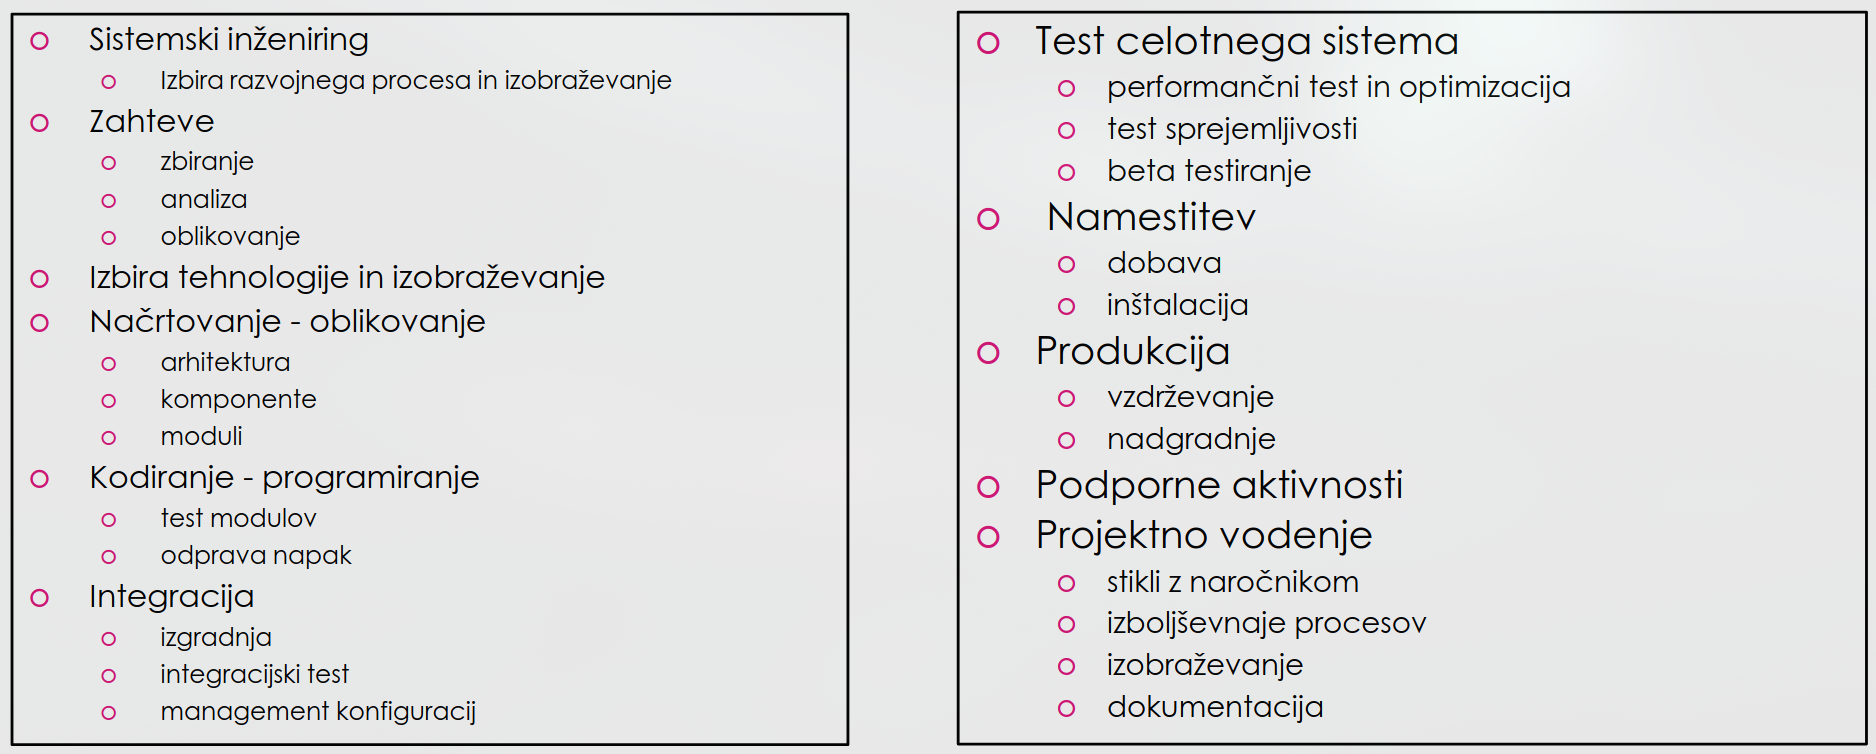 Sistemski inženiring
Izbira razvojnega procesa in izobraževanje
Zahteve
zbiranje
analiza
oblikovanje
Izbira tehnologije in izobraževanje
Načrtovanje - oblikovanje
arhitektura
komponente
moduli
Kodiranje - programiranje
test modulov
odprava napak
Integracija
izgradnja
integracijski test
management konfiguracij
Test celotnega sistema
performančni test in optimizacija
test sprejemljivosti
beta testiranje
Namestitev
dobava
inštalacija
Produkcija
vzdrževanje
nadgradnje
Podporne aktivnosti
Projektno vodenje
stikli z naročnikom
izboljševnaje procesov
izobraževanje
dokumentacija